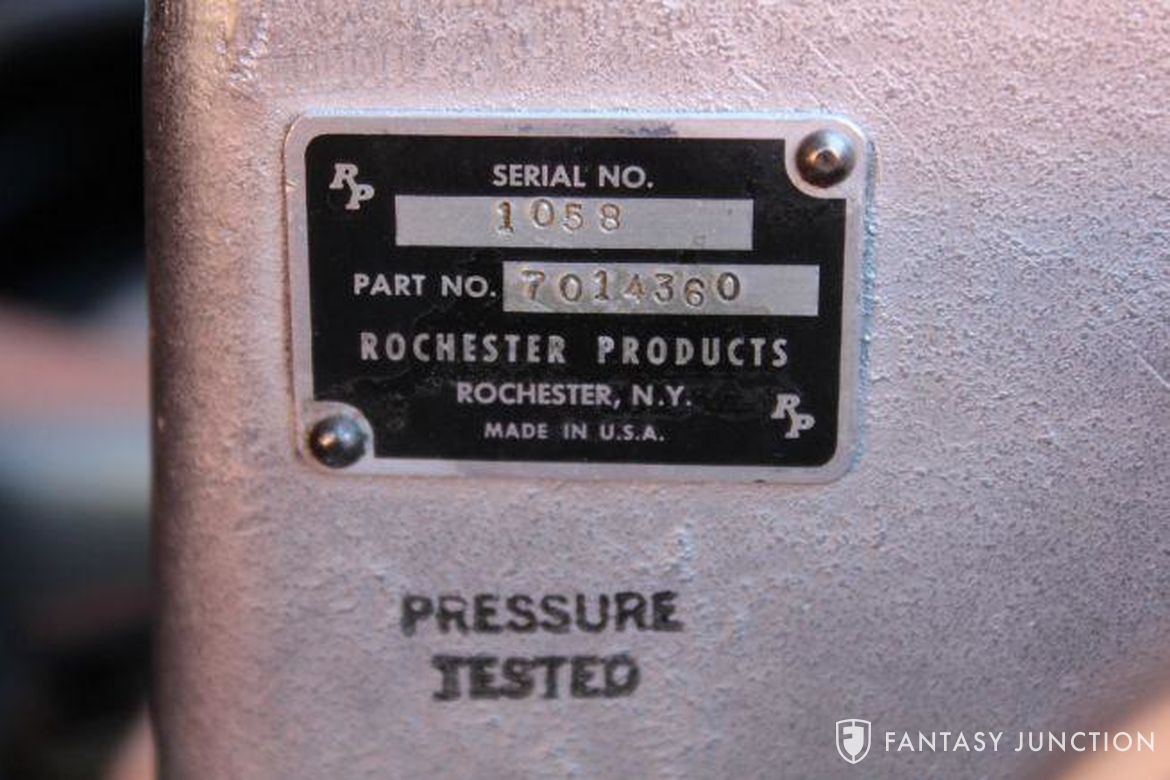 RP
SERIAL NO.
1058
PART NO. 7014360
ROCHESTER PRODUCTS
ROCHESTER, N.Y.
MADE IN U.S.A.
RP
PRESSURE
TESTED
FANTASY JUNCTION